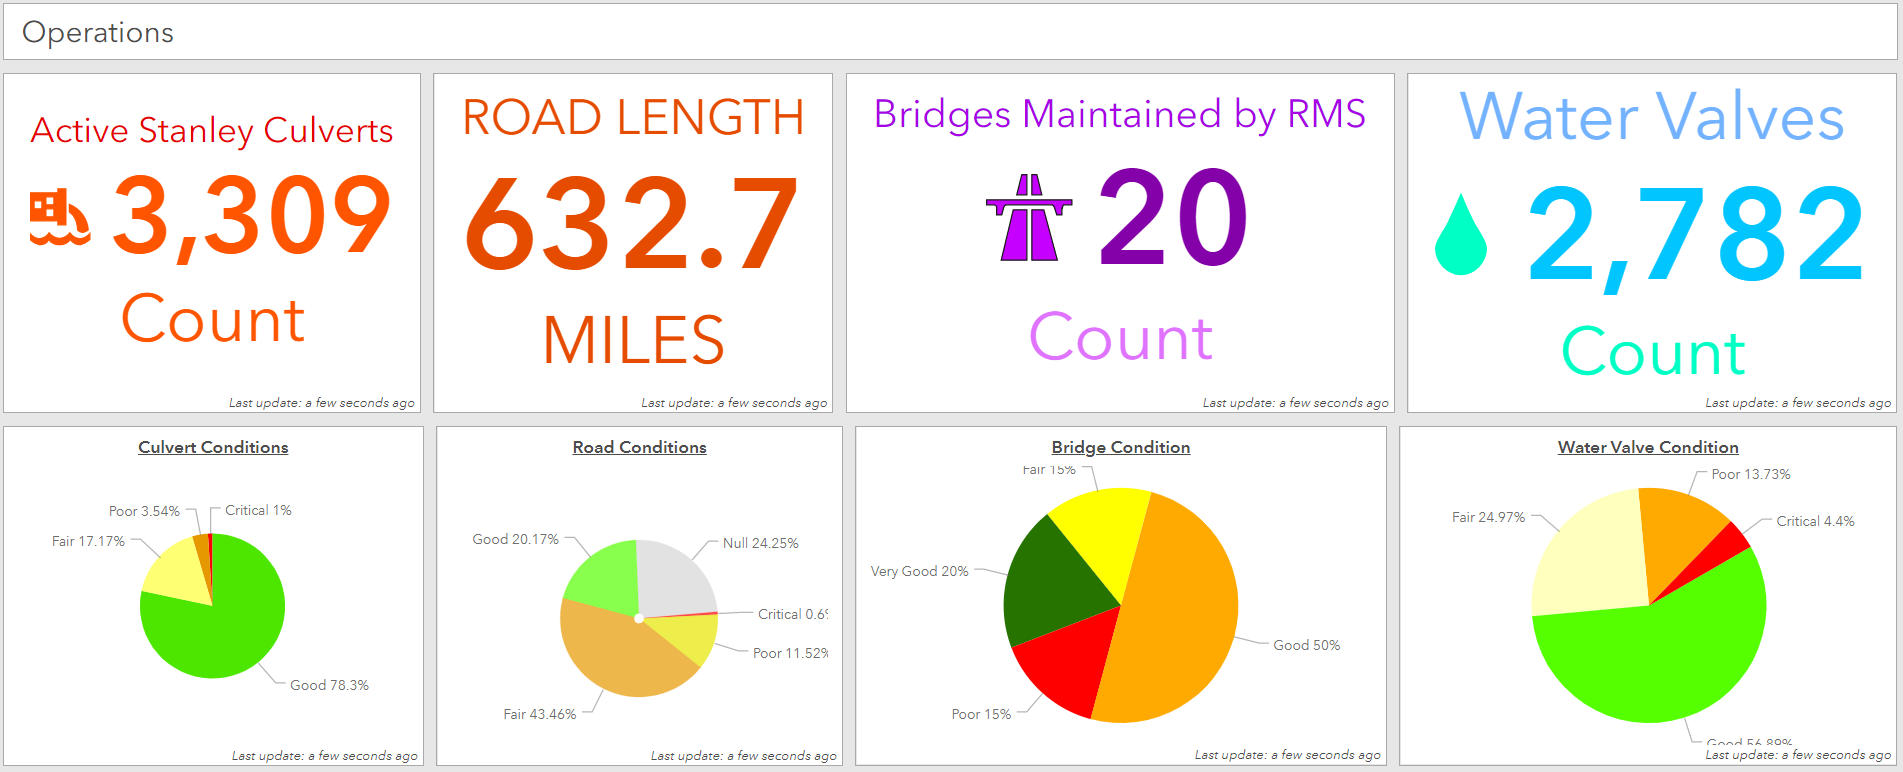 Operations
Active Stanley Culverts
3,309
Count
Last update: a few seconds ago
ROAD LENGTH
632.7
MILES
Last update: a few seconds ago
Bridges Maintained by RMS
20
Count
Last update: a few seconds ago
Water Valves
2,782
Count
Last update: a few seconds ago
Culvert Conditions
Poor 3.54%
Critical 1%
Fair 17.17%
Good 78.3%
Last update: a few seconds ago
Road Conditions
Good 20.17%
Null 24.25%
Critical 0.6
Poor 11.52%
Fair 43.46%
Last update: a few seconds ago
Bridge Condition
Fair 15%
Very Good 20%
Good 50%
Poor 15%
Last update: a few seconds ago
Water Valve Condition
Poor 13.73%
Fair 24.97%
Critical 4.4%
Good 56.89%
Last update: a few seconds ago